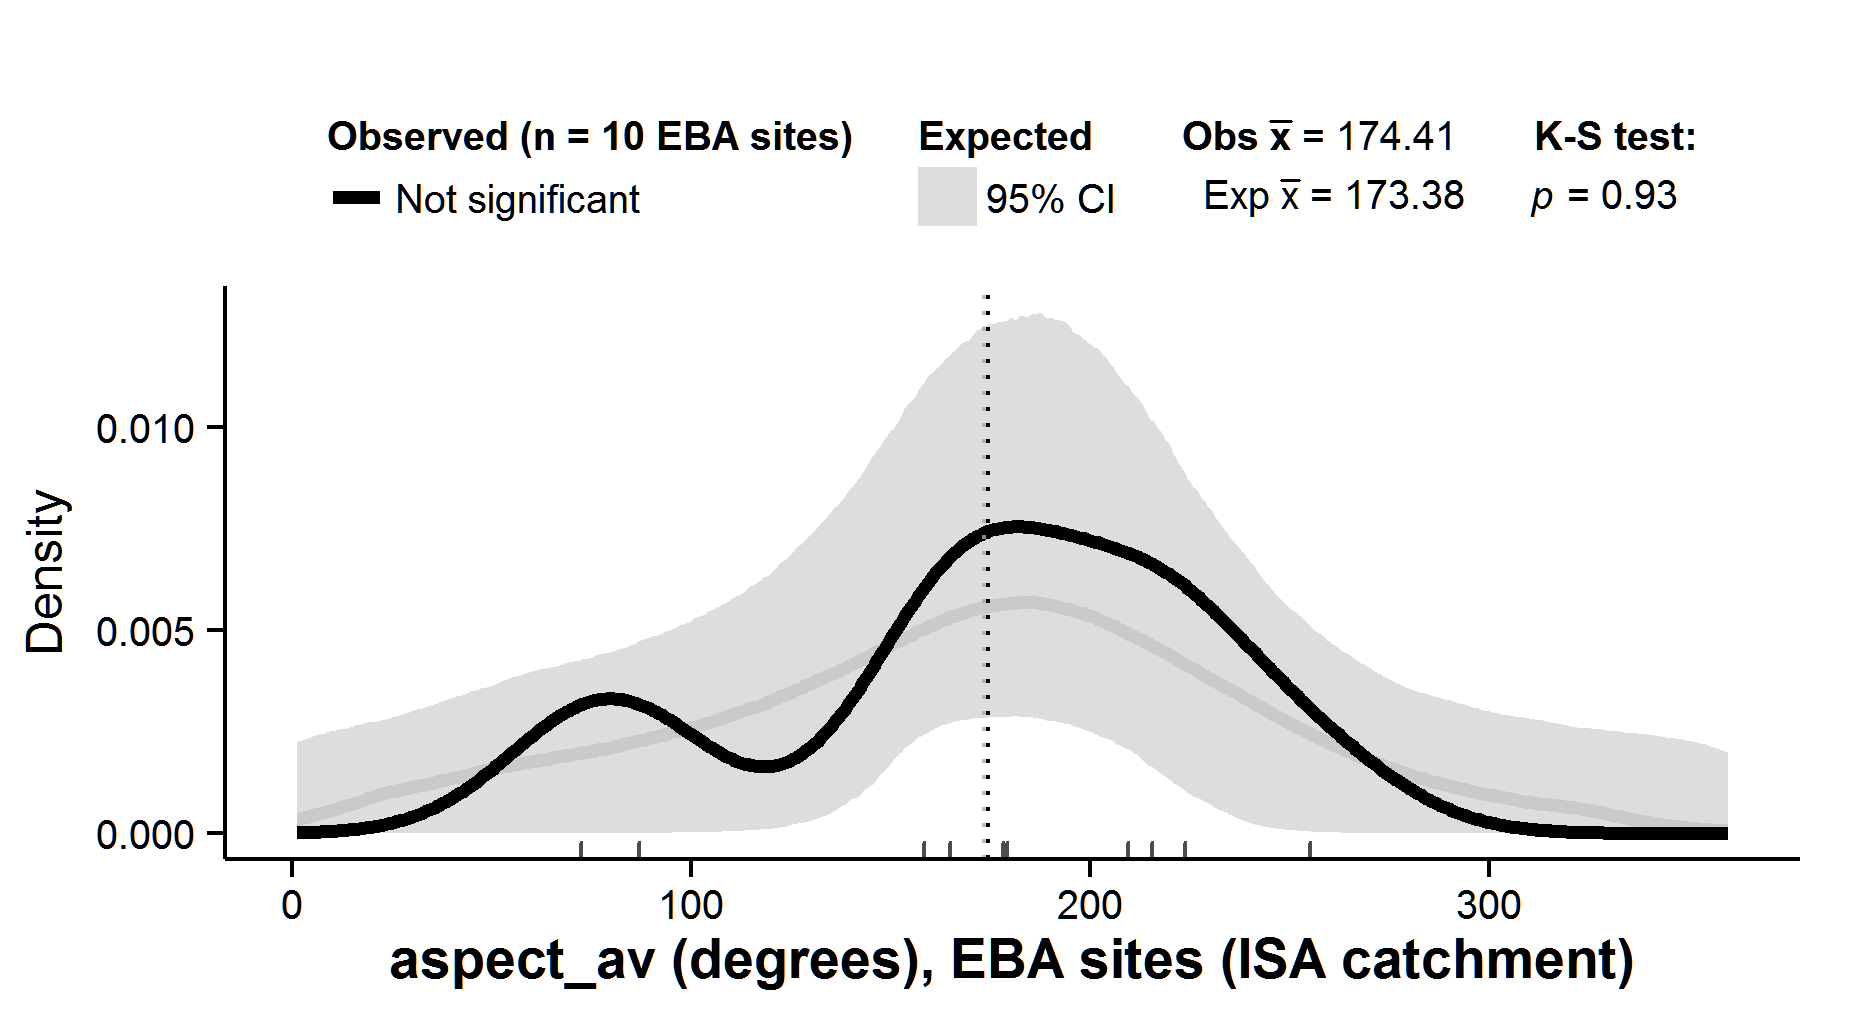 Observed (n = 10 EBA sites) Expected Obs x̅ = 174.41 K-S test:
Not significant 95% CI Exp x̅ = 173.38 p = 0.93
Density
0.010
0.005
0.000
0 100 200 300
aspect_av (degrees), EBA sites (ISA catchment)